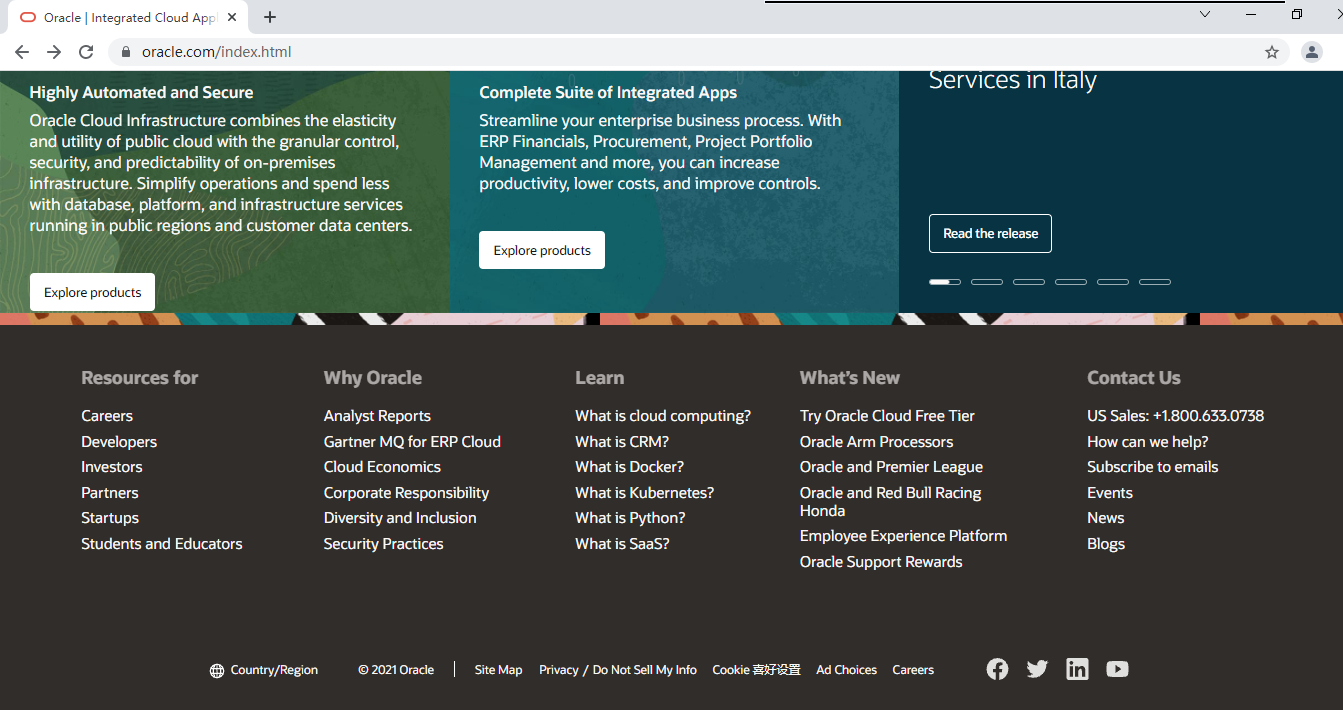 Oracle | Integrated Cloud Appl
oracle.com/index.html
Highly Automated and Secure
Oracle Cloud Infrastructure combines the elasticity
and utility of public cloud with the granular control,
security, and predictability of on-premises
infrastructure. Simplify operations and spend less
with database, platform, and infrastructure services
running in public regions and customer data centers.
Explore products
Complete Suite of Integrated Apps
Streamline your enterprise business process. With
ERP Financials, Procurement, Project Portfolio
Management and more, you can increase
productivity, lower costs, and improve controls.
Explore products
Services in Italy
Read the release
Resources for
Careers
Developers
Investors
Partners
Startups
Students and Educators
Why Oracle
Analyst Reports
Gartner MQ for ERP Cloud
Cloud Economics
Corporate Responsibility
Diversity and Inclusion
Security Practices
Learn
What is cloud computing?
What is CRM?
What is Docker?
What is Kubernetes?
What is Python?
What is SaaS?
What's New
Try Oracle Cloud Free Tier
Oracle Arm Processors
Oracle and Premier League
Oracle and Red Bull Racing
Honda
Employee Experience Platform
Oracle Support Rewards
Contact Us
US Sales: +1.800.633.0738
How can we help?
Subscribe to emails
Events
News
Blogs
Country/Region © 2021 Oracle Site Map Privacy / Do Not Sell My Info Cookie 喜好设置 Ad Choices Careers